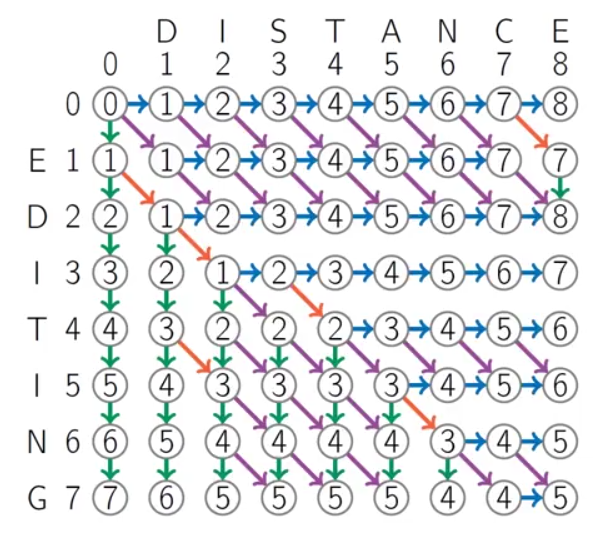 D I S T A N C E
0 1 2 3 4 5 6 7 8
0 0 1 2 3 4 5 6 7 8
E 1 1 1 2 3 4 5 6 7 7
D 2 2 1 2 3 4 5 6 7 8
I 3 3 2 1 2 3 4 5 6 7
T 4 4 3 2 2 2 3 4 5 6
I 5 5 4 3 3 3 3 4 5 6
N 6 6 5 4 4 4 4 3 4 5
G 7 7 6 5 5 5 5 4 4 5